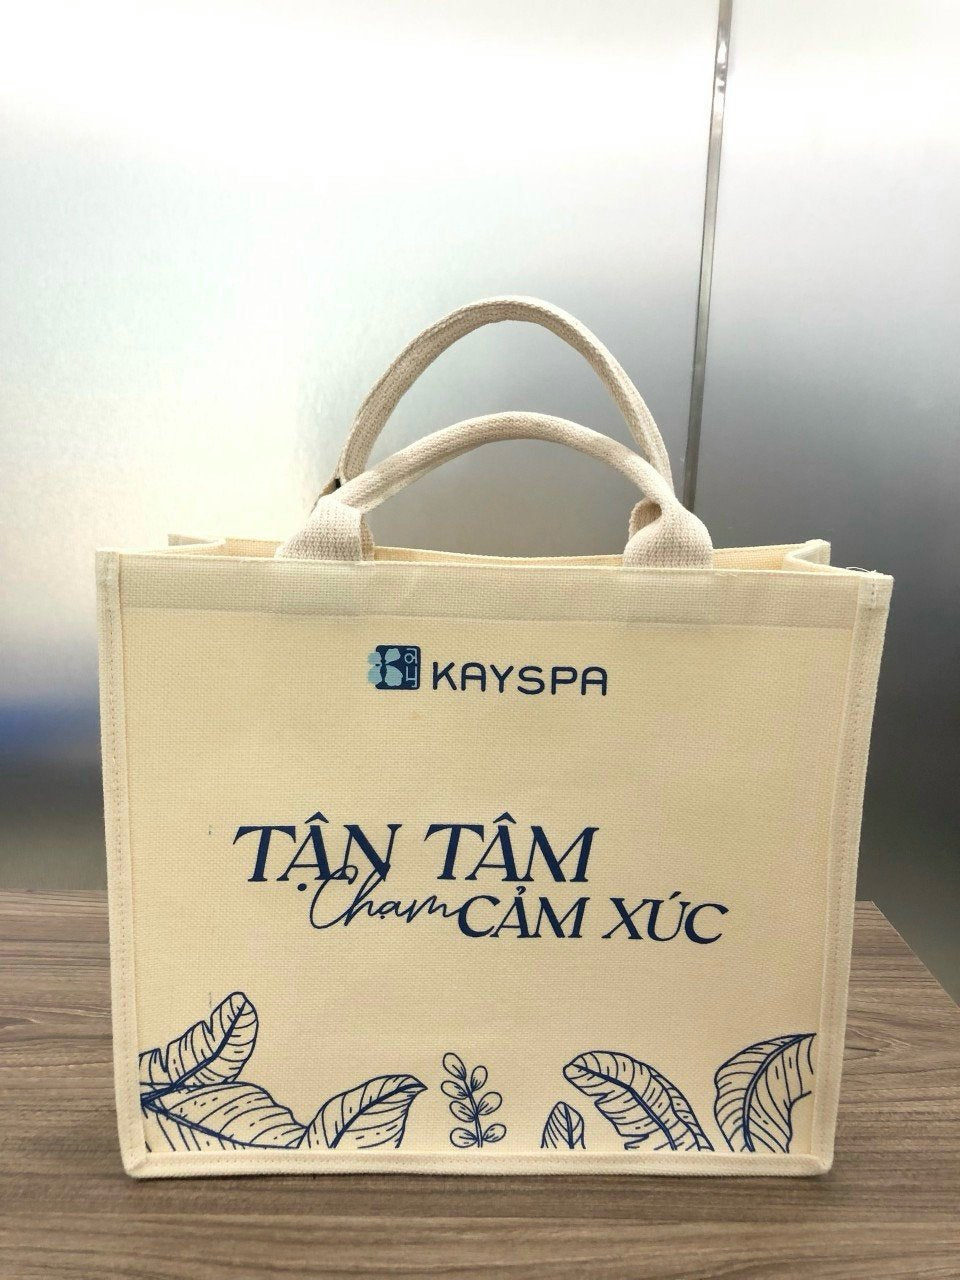 KAYSPA
TẬN TÂM
Chạm CẢM XÚC